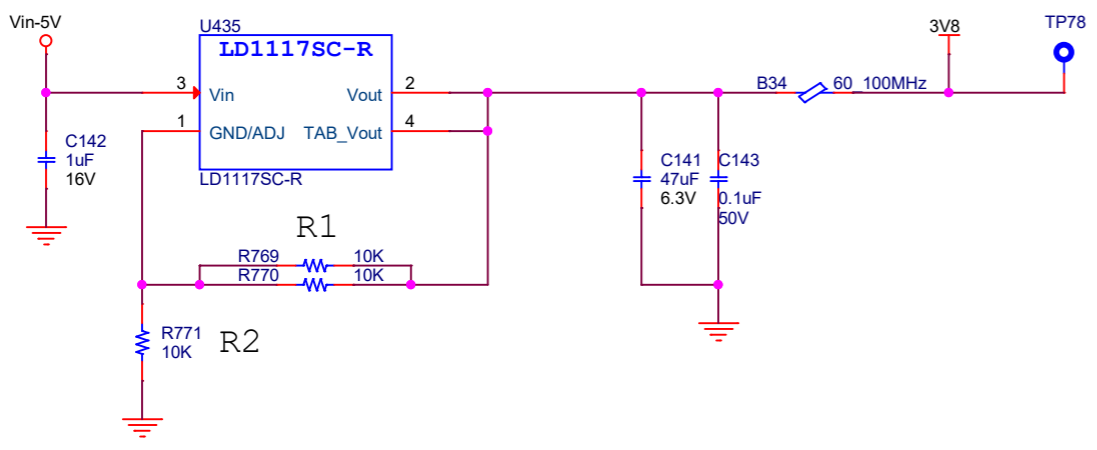 Vin-5V
U435
LD1117SC-R
3V8
TP78
3
Vin
Vout
2
B34
60_100MHz
1
GND/ADJ
TAB_Vout
4
C142
1uF
16V
LD1117SC-R
C141
47uF
6.3V
C143
0.1uF
50V
R1
R769
10K
R770
10K
R771
10K
R2